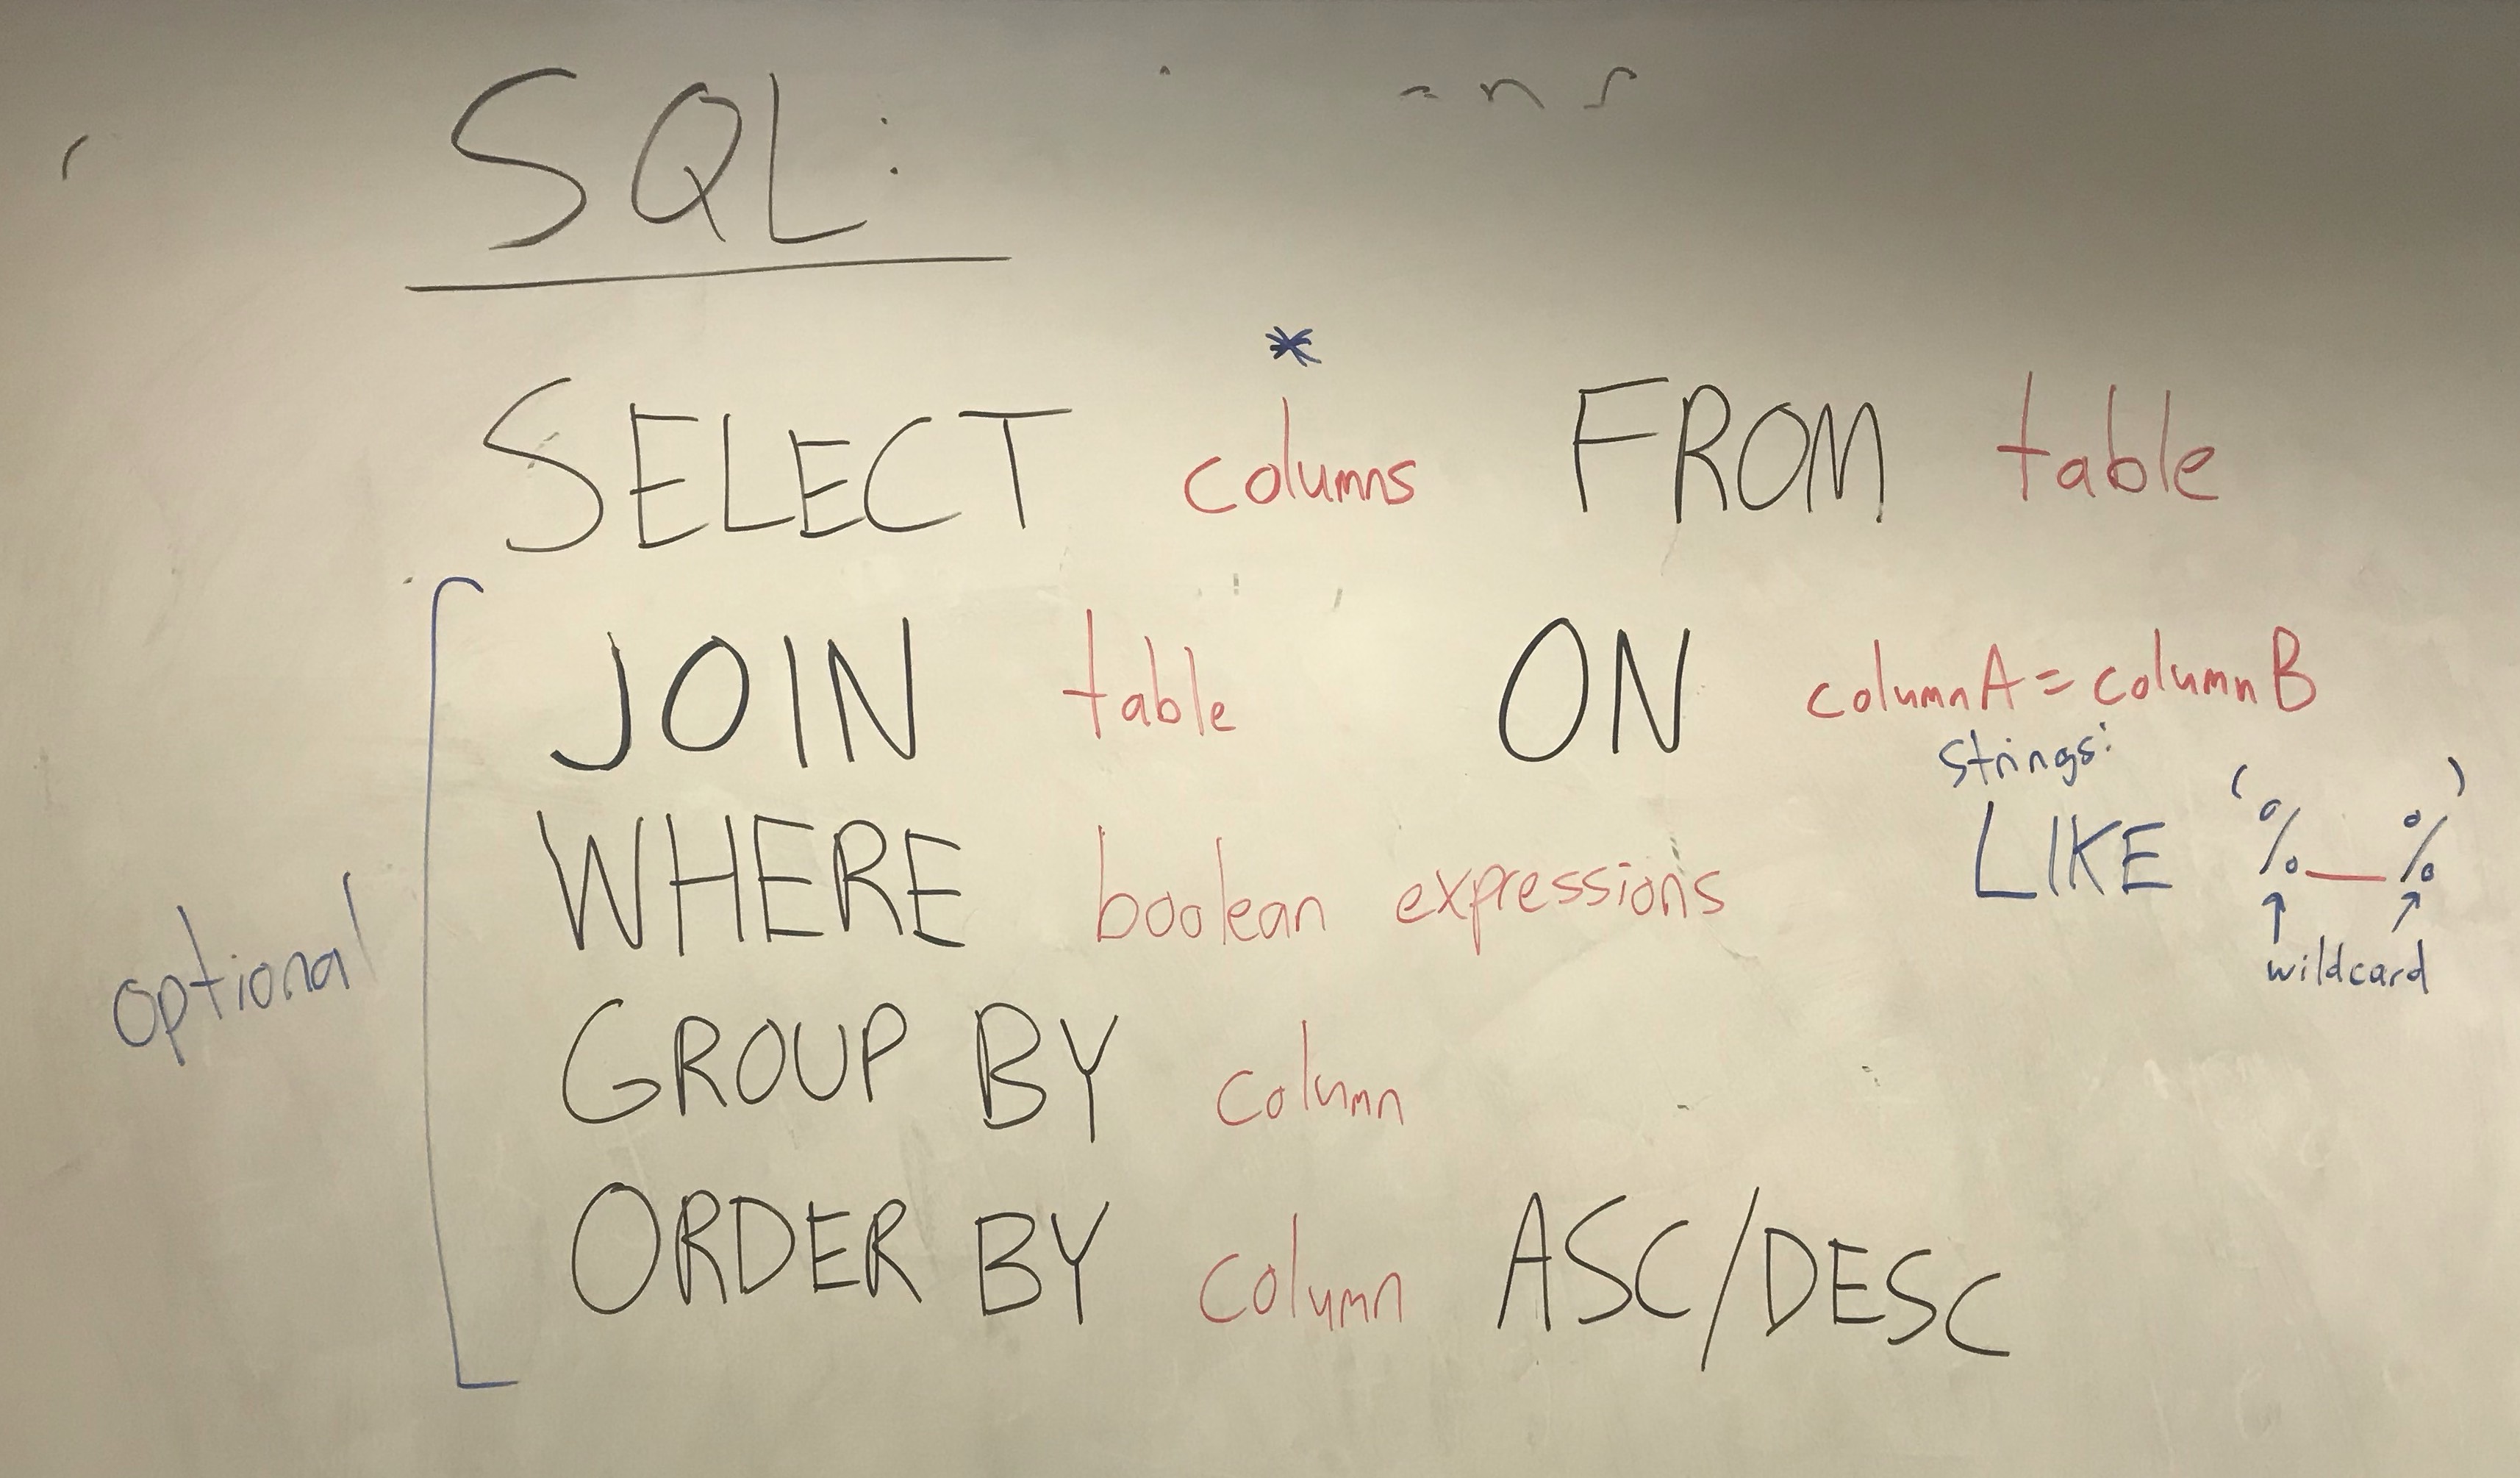 SQL:
*
SELECT columns FROM table
JOIN table ON columnA = columnB
strings:
WHERE boolean expressions LIKE '%__%'
wildcard
optional
GROUP BY column
ORDER BY column ASC/DESC